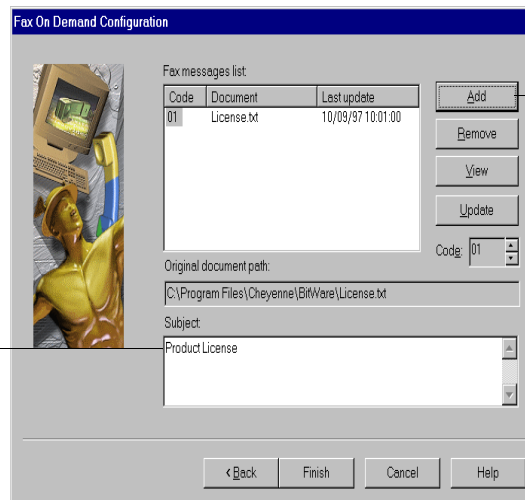 Fax On Demand Configuration
Fax messages list:
Code Document Last update
01 License.txt 10/09/97 10:01:00
Add
Remove
View
Update
Code: 01
Original document path:
C:\Program Files\Cheyenne\BitWare\License.txt
Subject:
Product License
< Back Finish Cancel Help